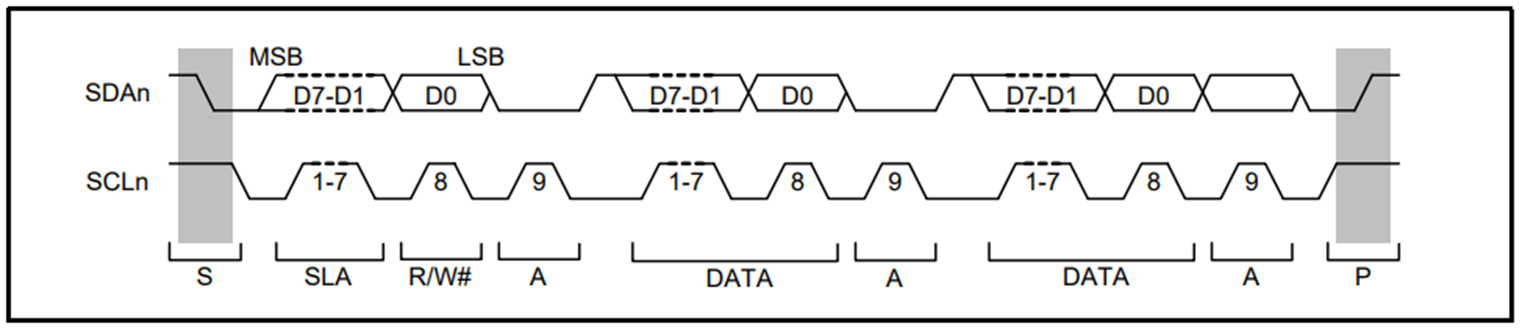 MSB LSB
SDAn D7-D1 D0 D7-D1 D0 D7-D1 D0
SCLn 1-7 8 9 1-7 8 9 1-7 8 9
S SLA R/W# A DATA A DATA A P